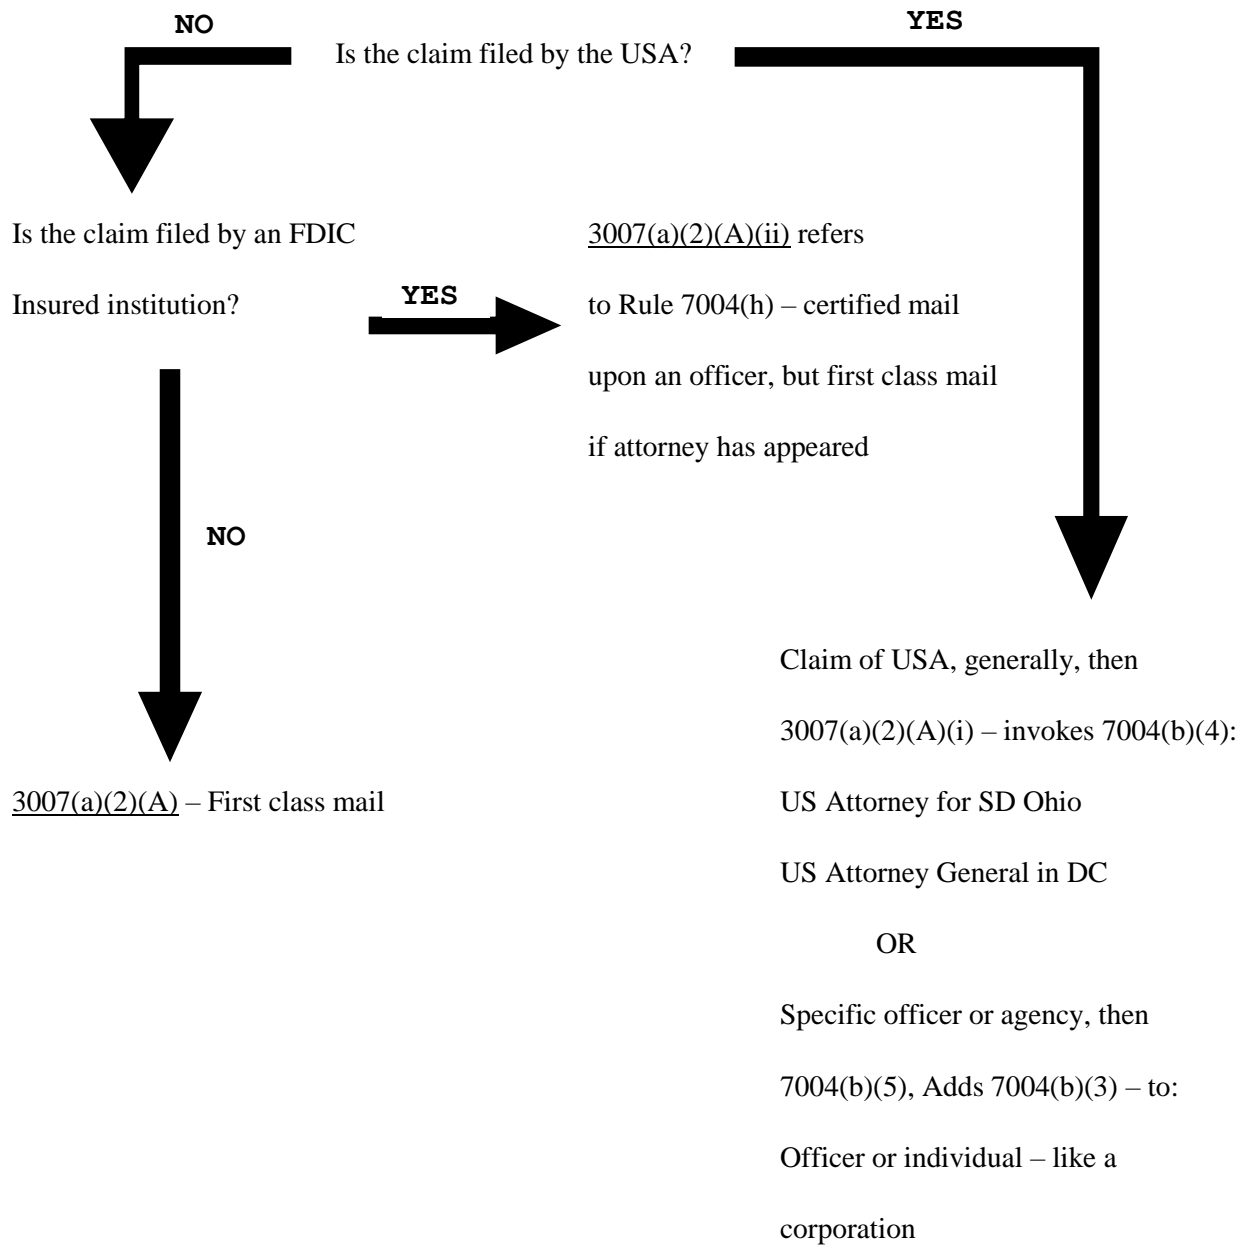 NO
YES
Is the claim filed by the USA?
Is the claim filed by an FDIC
Insured institution?
YES
3007(a)(2)(A)(ii) refers
to Rule 7004(h) – certified mail
upon an officer, but first class mail
if attorney has appeared
NO
3007(a)(2)(A) – First class mail
Claim of USA, generally, then
3007(a)(2)(A)(i) – invokes 7004(b)(4):
US Attorney for SD Ohio
US Attorney General in DC
OR
Specific officer or agency, then
7004(b)(5), Adds 7004(b)(3) – to:
Officer or individual – like a
corporation